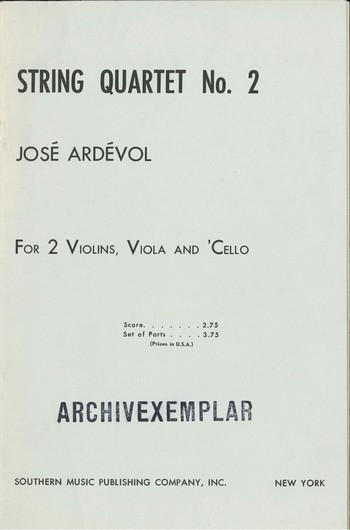 STRING QUARTET No. 2
JOSÉ ARDÉVOL
FOR 2 VIOLINS, VIOLA AND 'CELLO
Score. . . . . . . 2.75
Set of Parts . . . . 3.75
(Prices in U.S.A.)
ARCHIVEXEMPLAR
SOUTHERN MUSIC PUBLISHING COMPANY, INC. NEW YORK